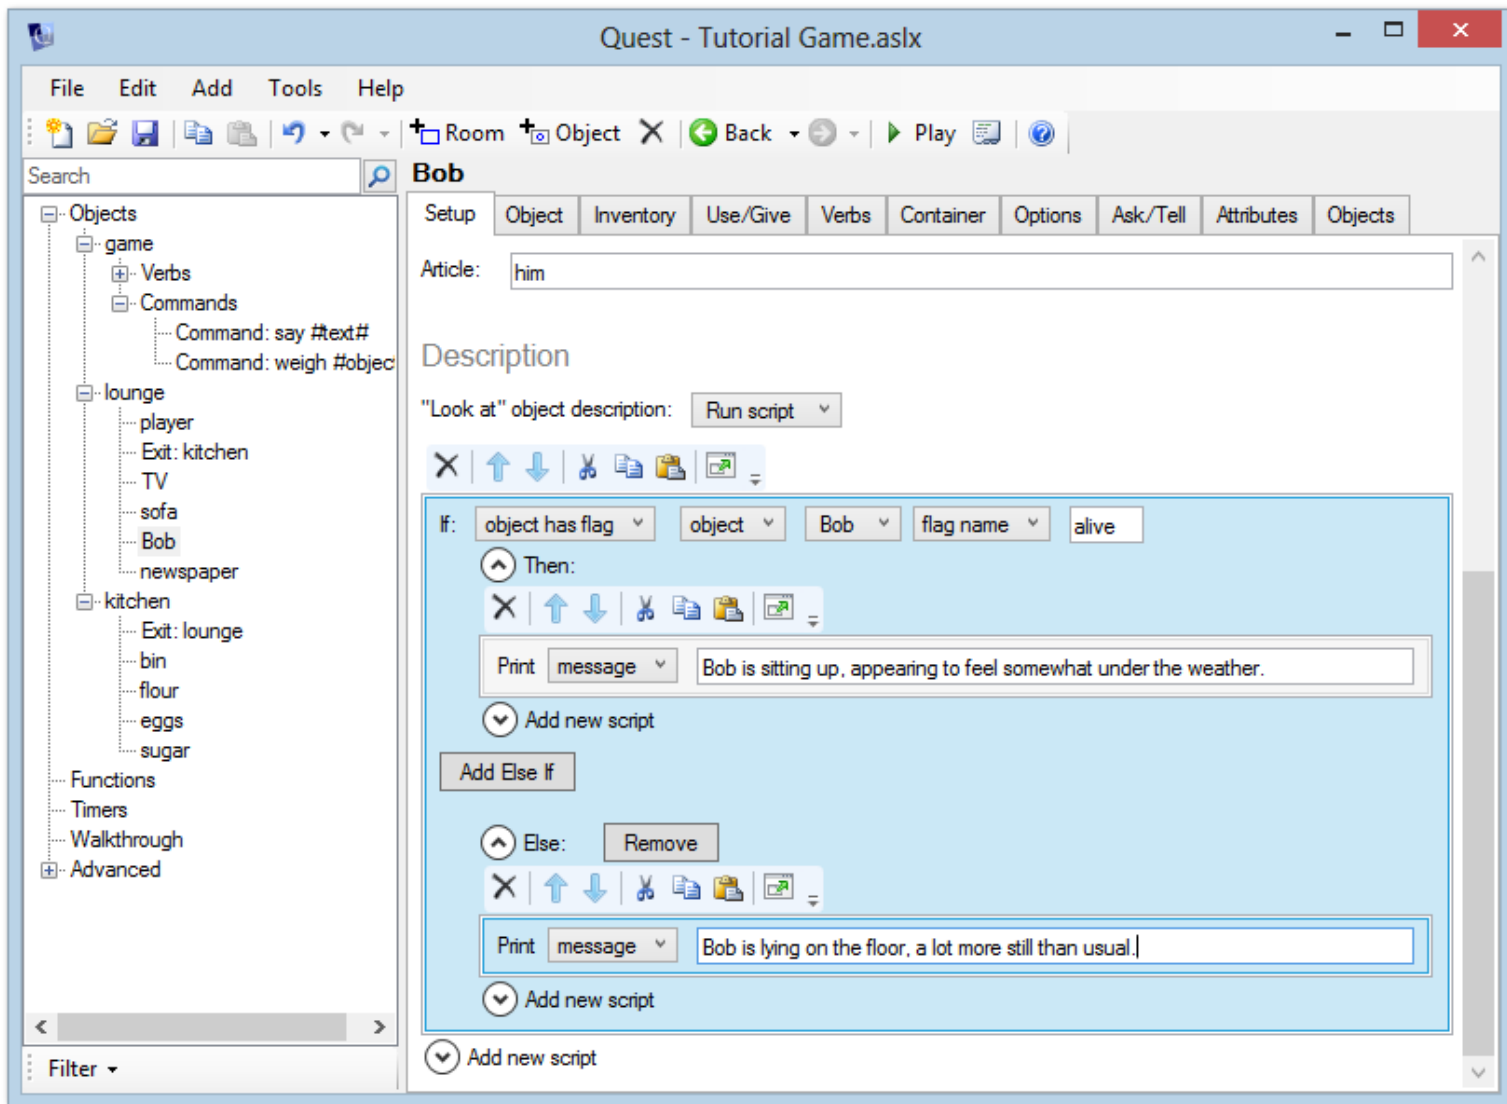 Quest - Tutorial Game.aslx
File Edit Add Tools Help
Room Object Back Play
Search
Objects
game
Verbs
Commands
Command: say #text#
Command: weigh #objec
lounge
player
Exit: kitchen
TV
sofa
Bob
newspaper
kitchen
Exit: lounge
bin
flour
eggs
sugar
Functions
Timers
Walkthrough
Advanced
Filter
Bob
Setup Object Inventory Use/Give Verbs Container Options Ask/Tell Attributes Objects
Article: him
Description
"Look at" object description: Run script
If: object has flag object Bob flag name alive
Then:
Print message Bob is sitting up, appearing to feel somewhat under the weather.
Add new script
Add Else If
Else: Remove
Print message Bob is lying on the floor, a lot more still than usual.
Add new script
Add new script